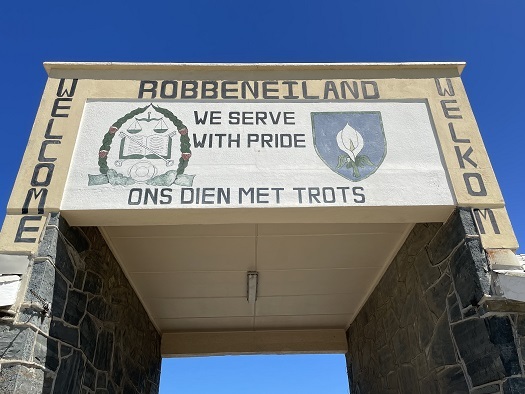 ROBBENEILAND
WELCOME
WE SERVE
WITH PRIDE
ONS DIEN MET TROTS
WELKOM